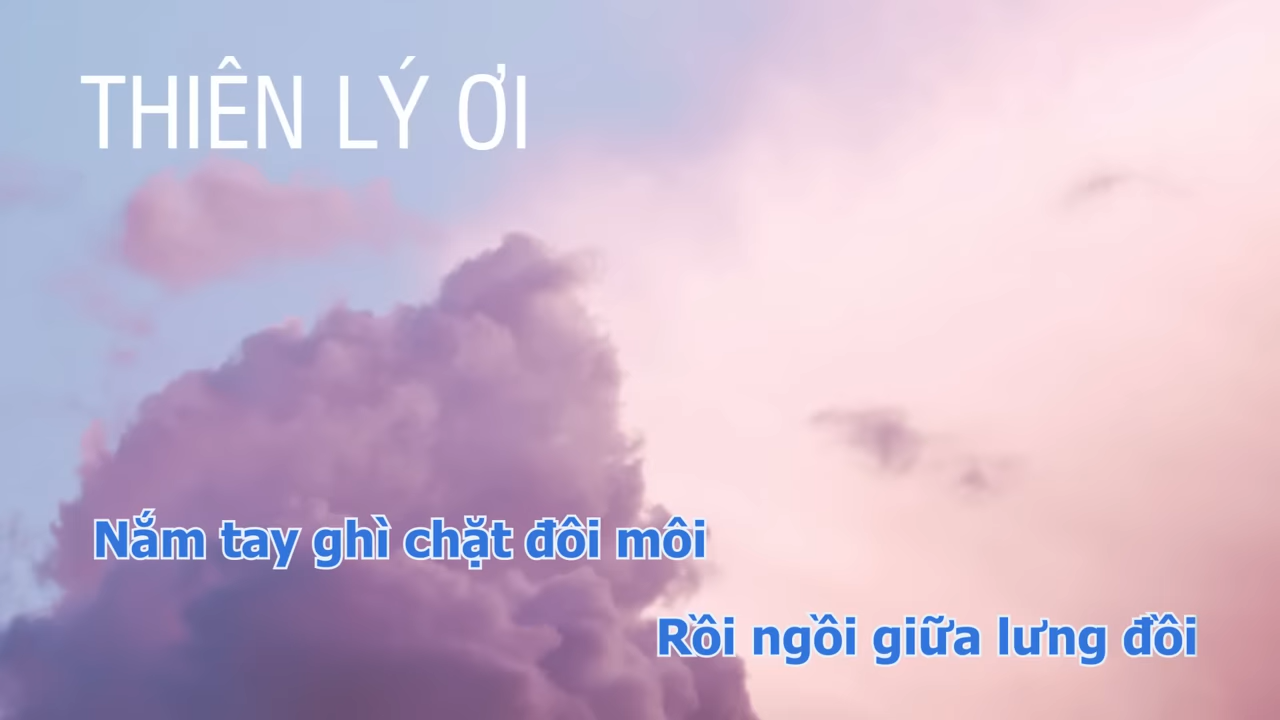 THIÊN LÝ ƠI
Nắm tay ghì chặt đôi môi
Rồi ngồi giữa lưng đồi